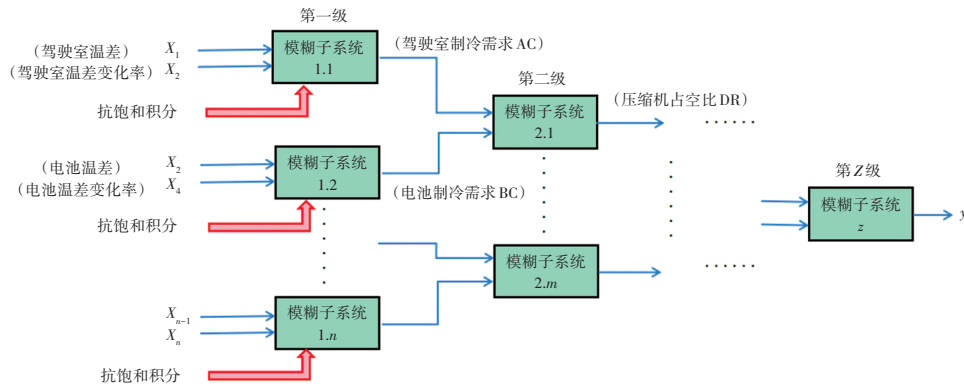 第一级
（驾驶室温差） X1
（驾驶室温差变化率） X2
模糊子系统
1.1
（驾驶室制冷需求 AC）
抗饱和积分
第二级
模糊子系统
2.1
（压缩机占空比 DR）
······
（电池温差） X2
（电池温差变化率） X4
模糊子系统
1.2
（电池制冷需求 BC）
抗饱和积分
第 Z 级
模糊子系统
z
y
模糊子系统
2.m
······
Xn-1
Xn
模糊子系统
1.n
抗饱和积分